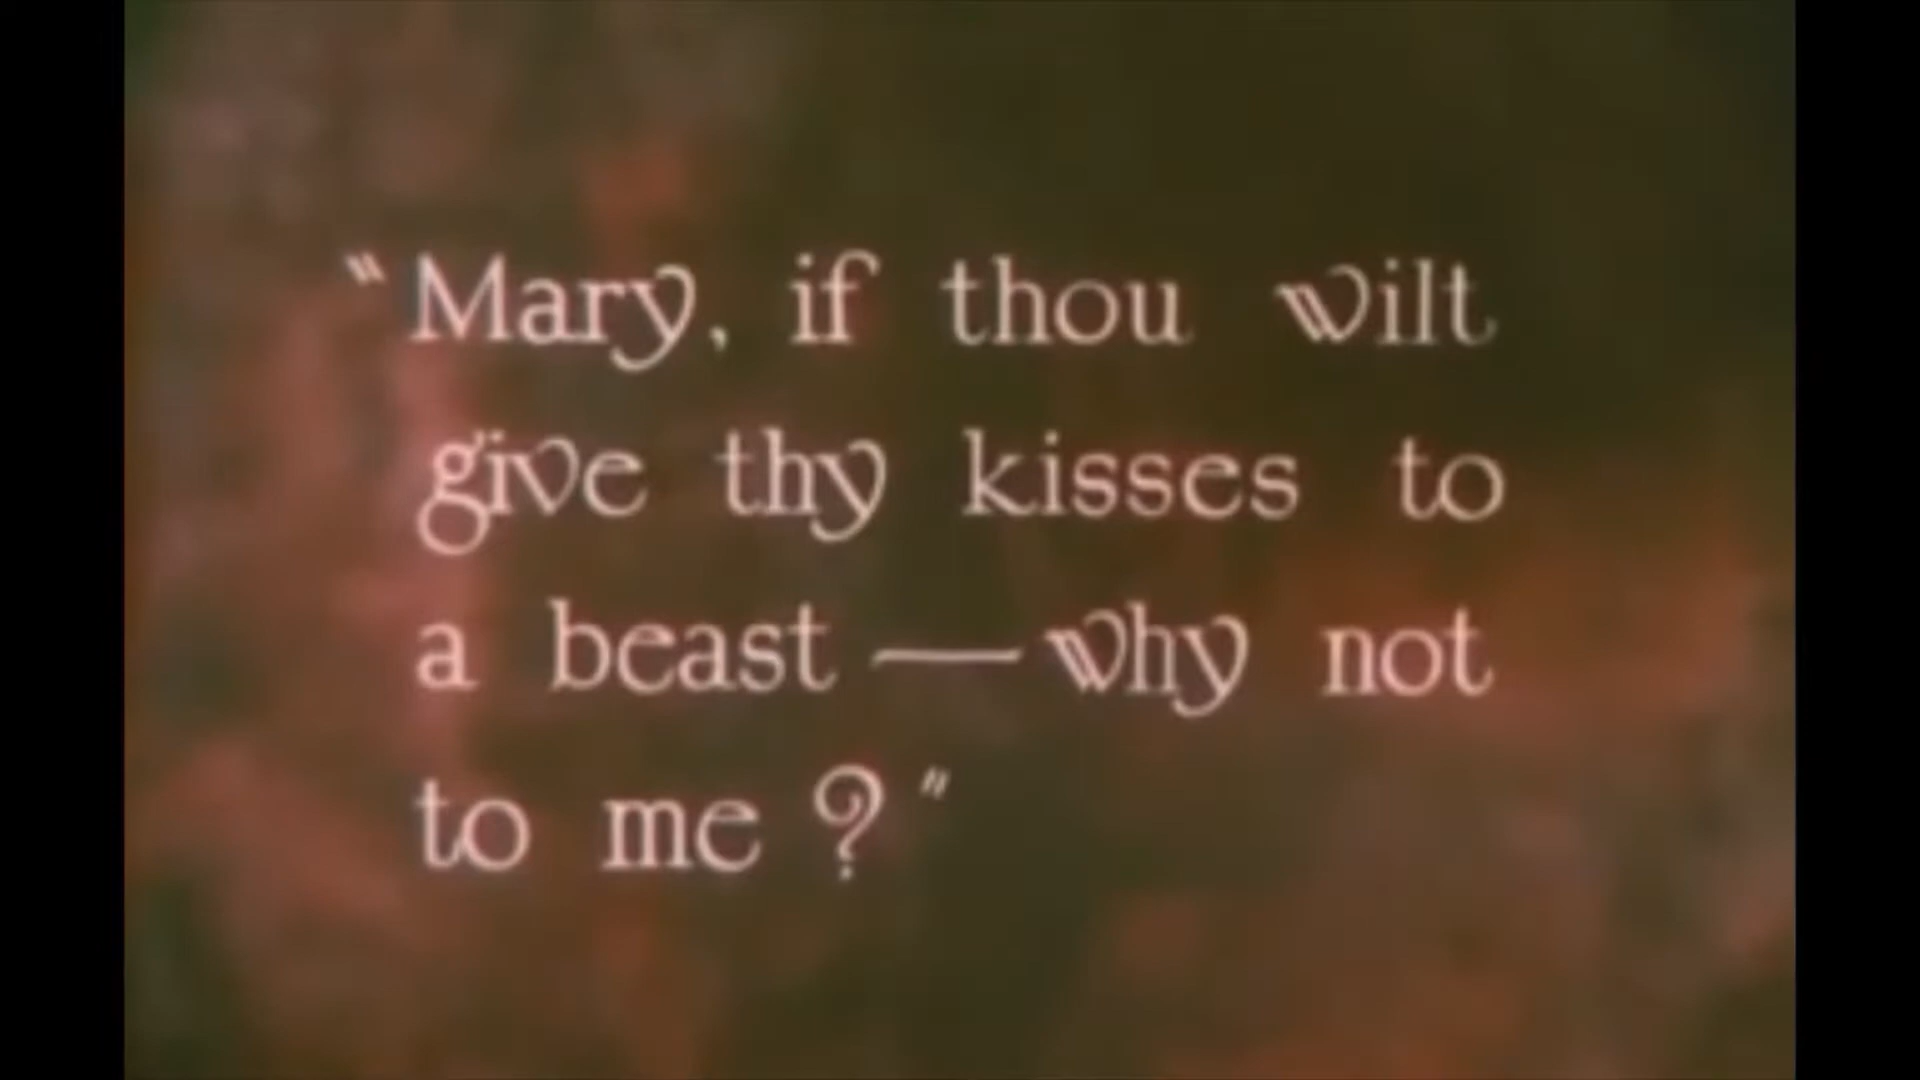 "Mary, if thou wilt
give thy kisses to
a beast — why not
to me ?"